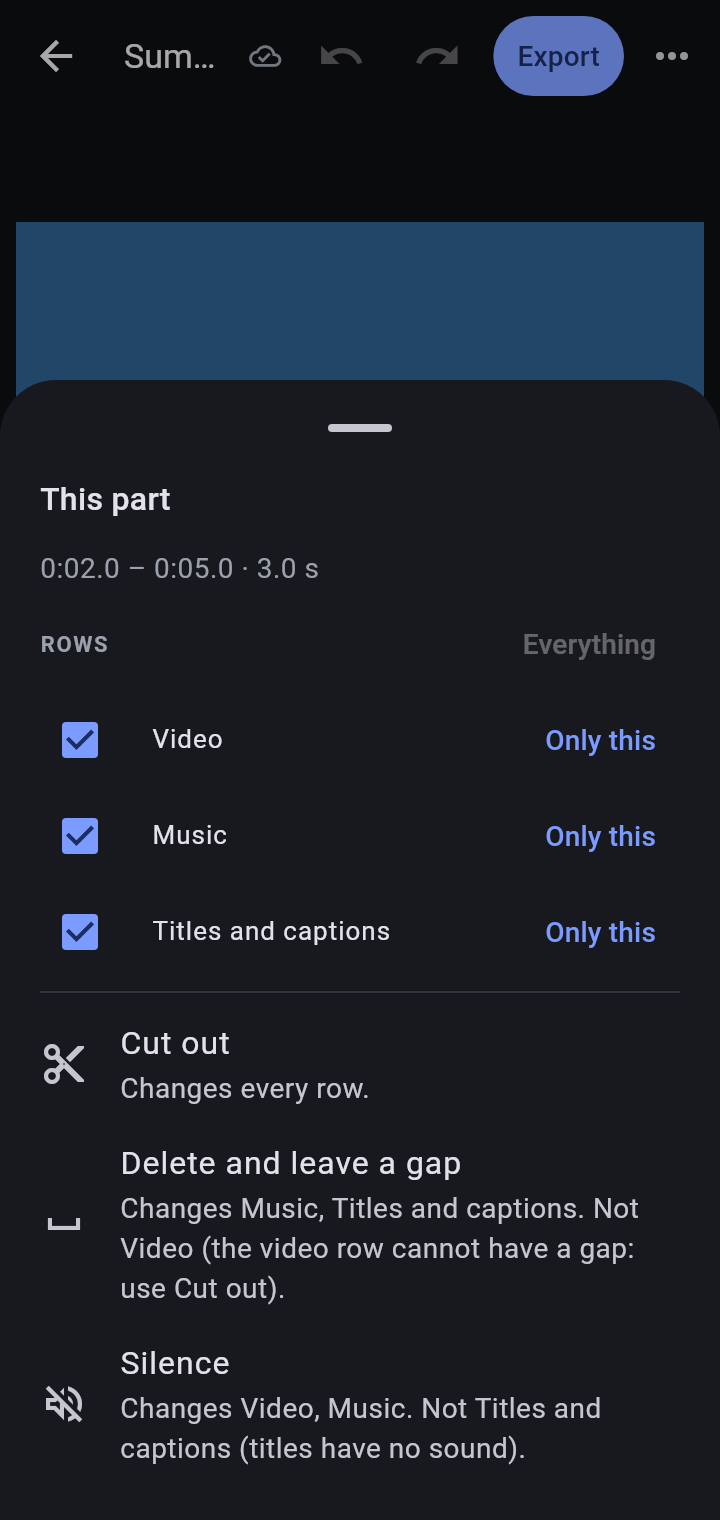 Sum...
Export
This part
0:02.0 – 0:05.0 · 3.0 s
ROWS
Everything
Video
Only this
Music
Only this
Titles and captions
Only this
Cut out
Changes every row.
Delete and leave a gap
Changes Music, Titles and captions. Not
Video (the video row cannot have a gap:
use Cut out).
Silence
Changes Video, Music. Not Titles and
captions (titles have no sound).